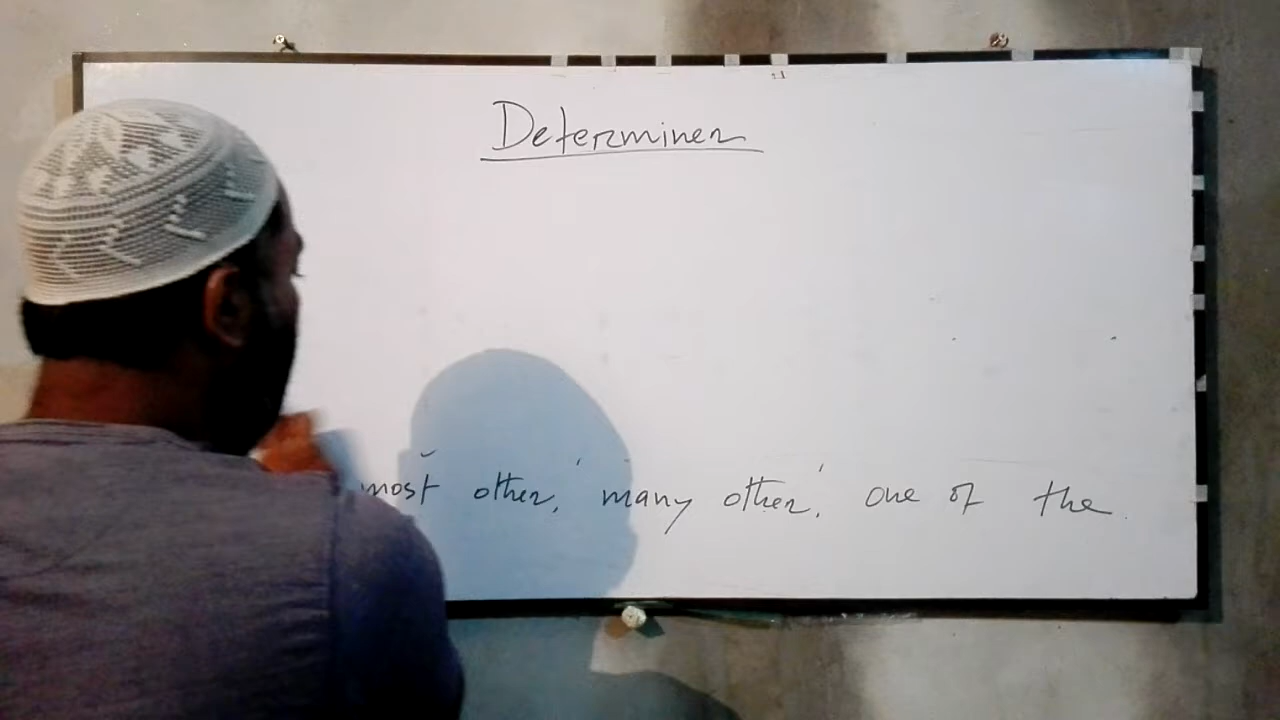 Determiner
most other, 'many other', one of the